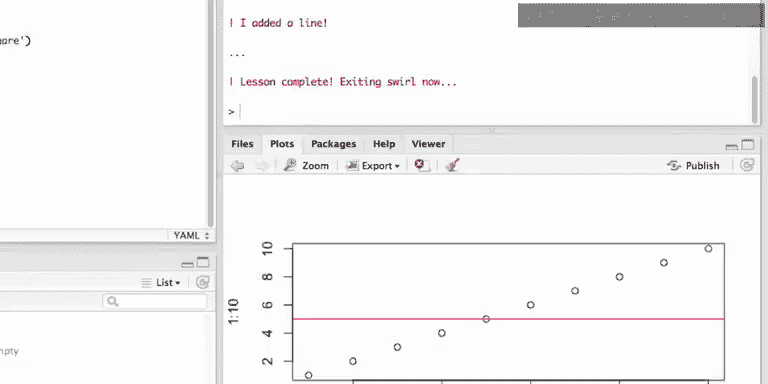 are')
| I added a line!
...
| Lesson complete! Exiting swirl now...
>
Files Plots Packages Help Viewer
Zoom Export Publish
YAML
List
mpty
1:10
10
8
6
4
2